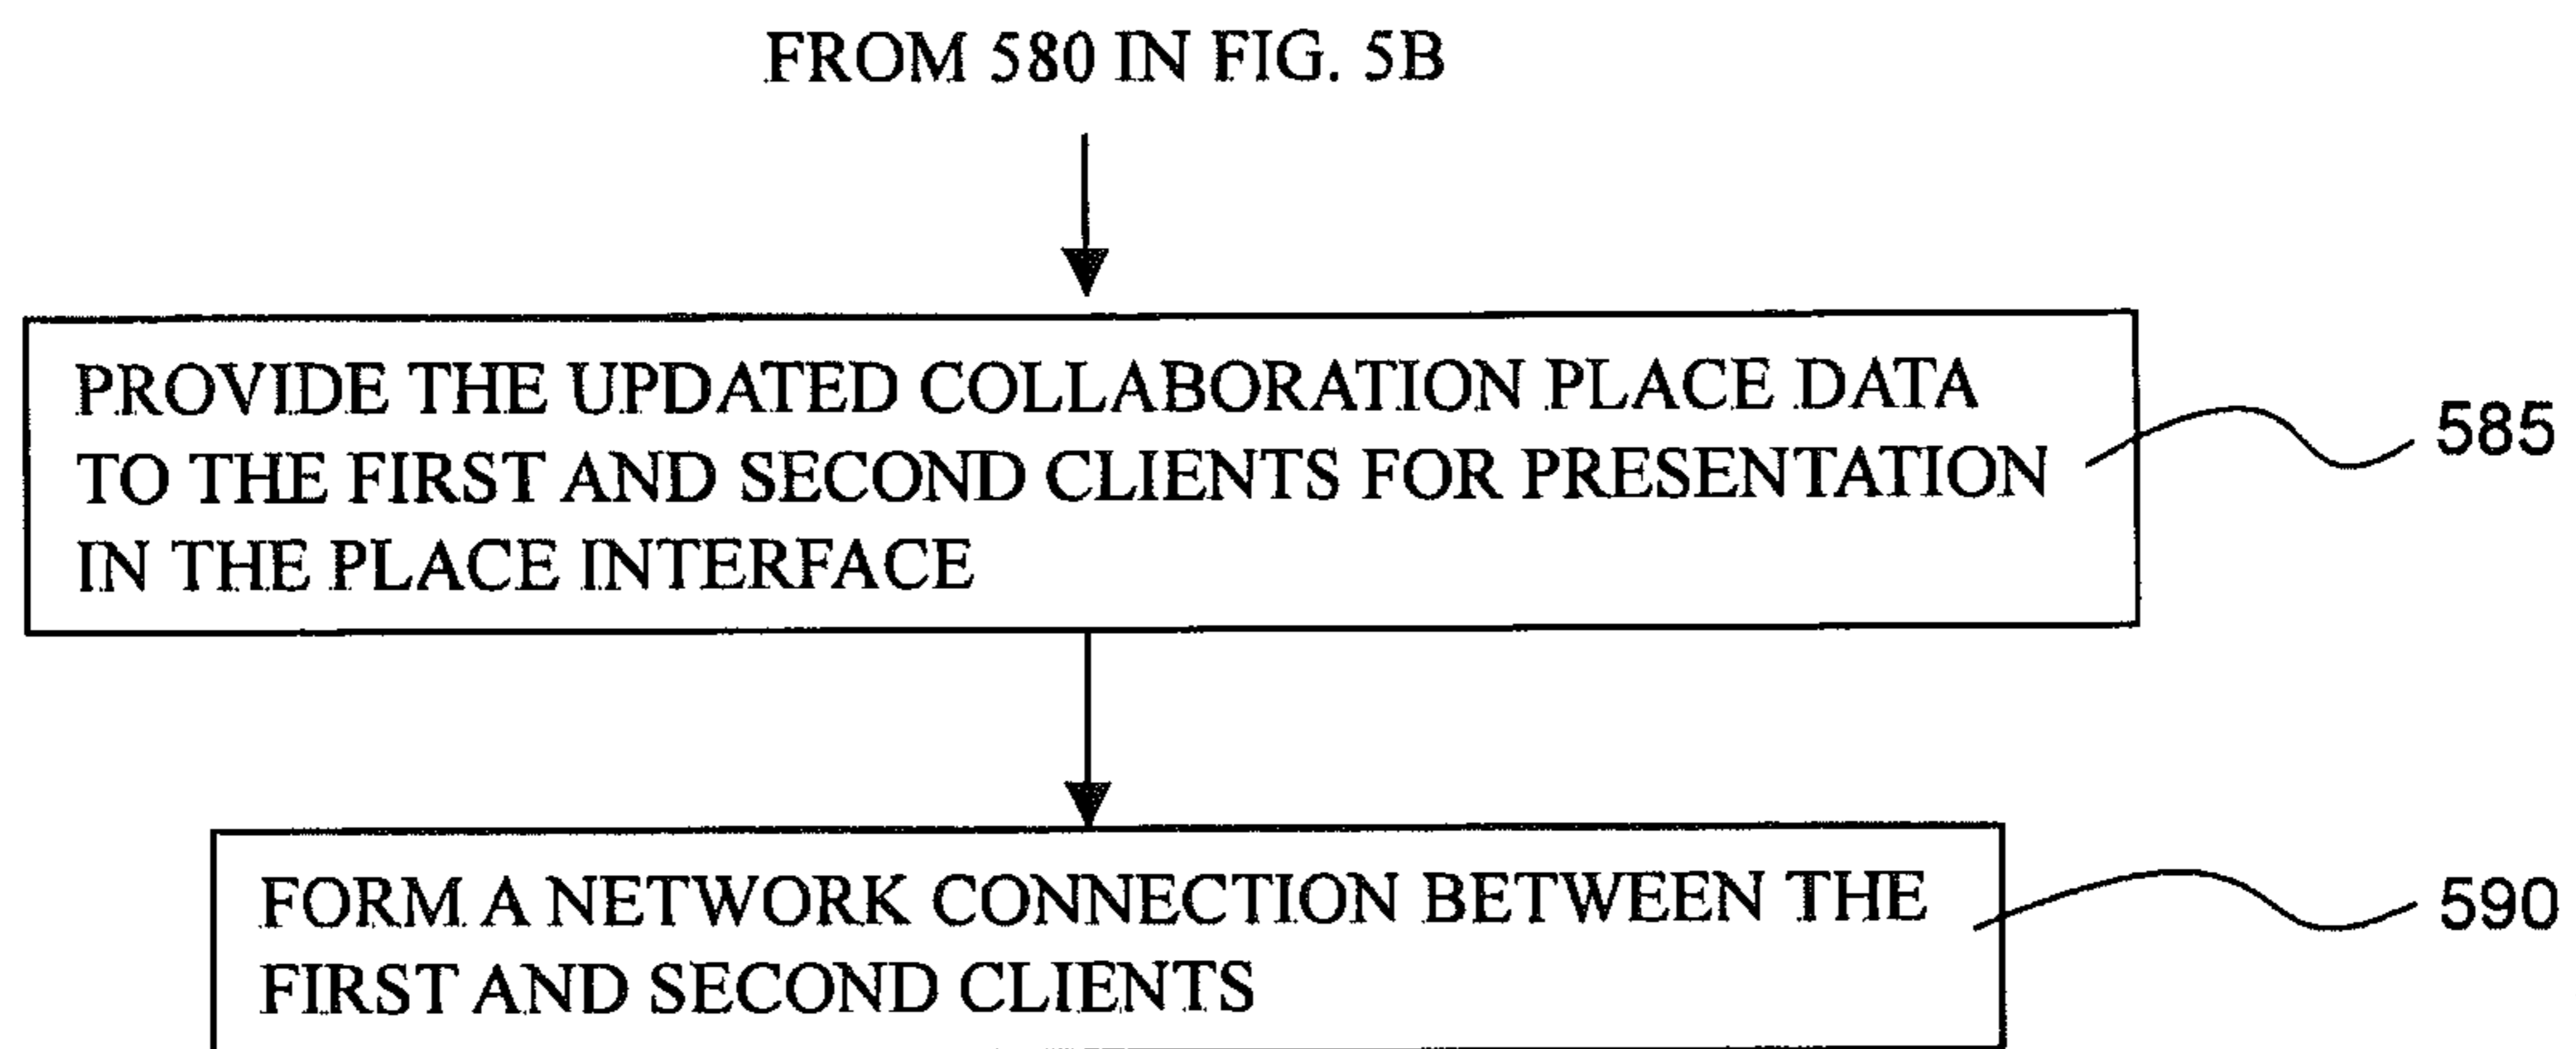 FROM 580 IN FIG. 5B
PROVIDE THE UPDATED COLLABORATION PLACE DATA
TO THE FIRST AND SECOND CLIENTS FOR PRESENTATION
IN THE PLACE INTERFACE
585
FORM A NETWORK CONNECTION BETWEEN THE
FIRST AND SECOND CLIENTS
590